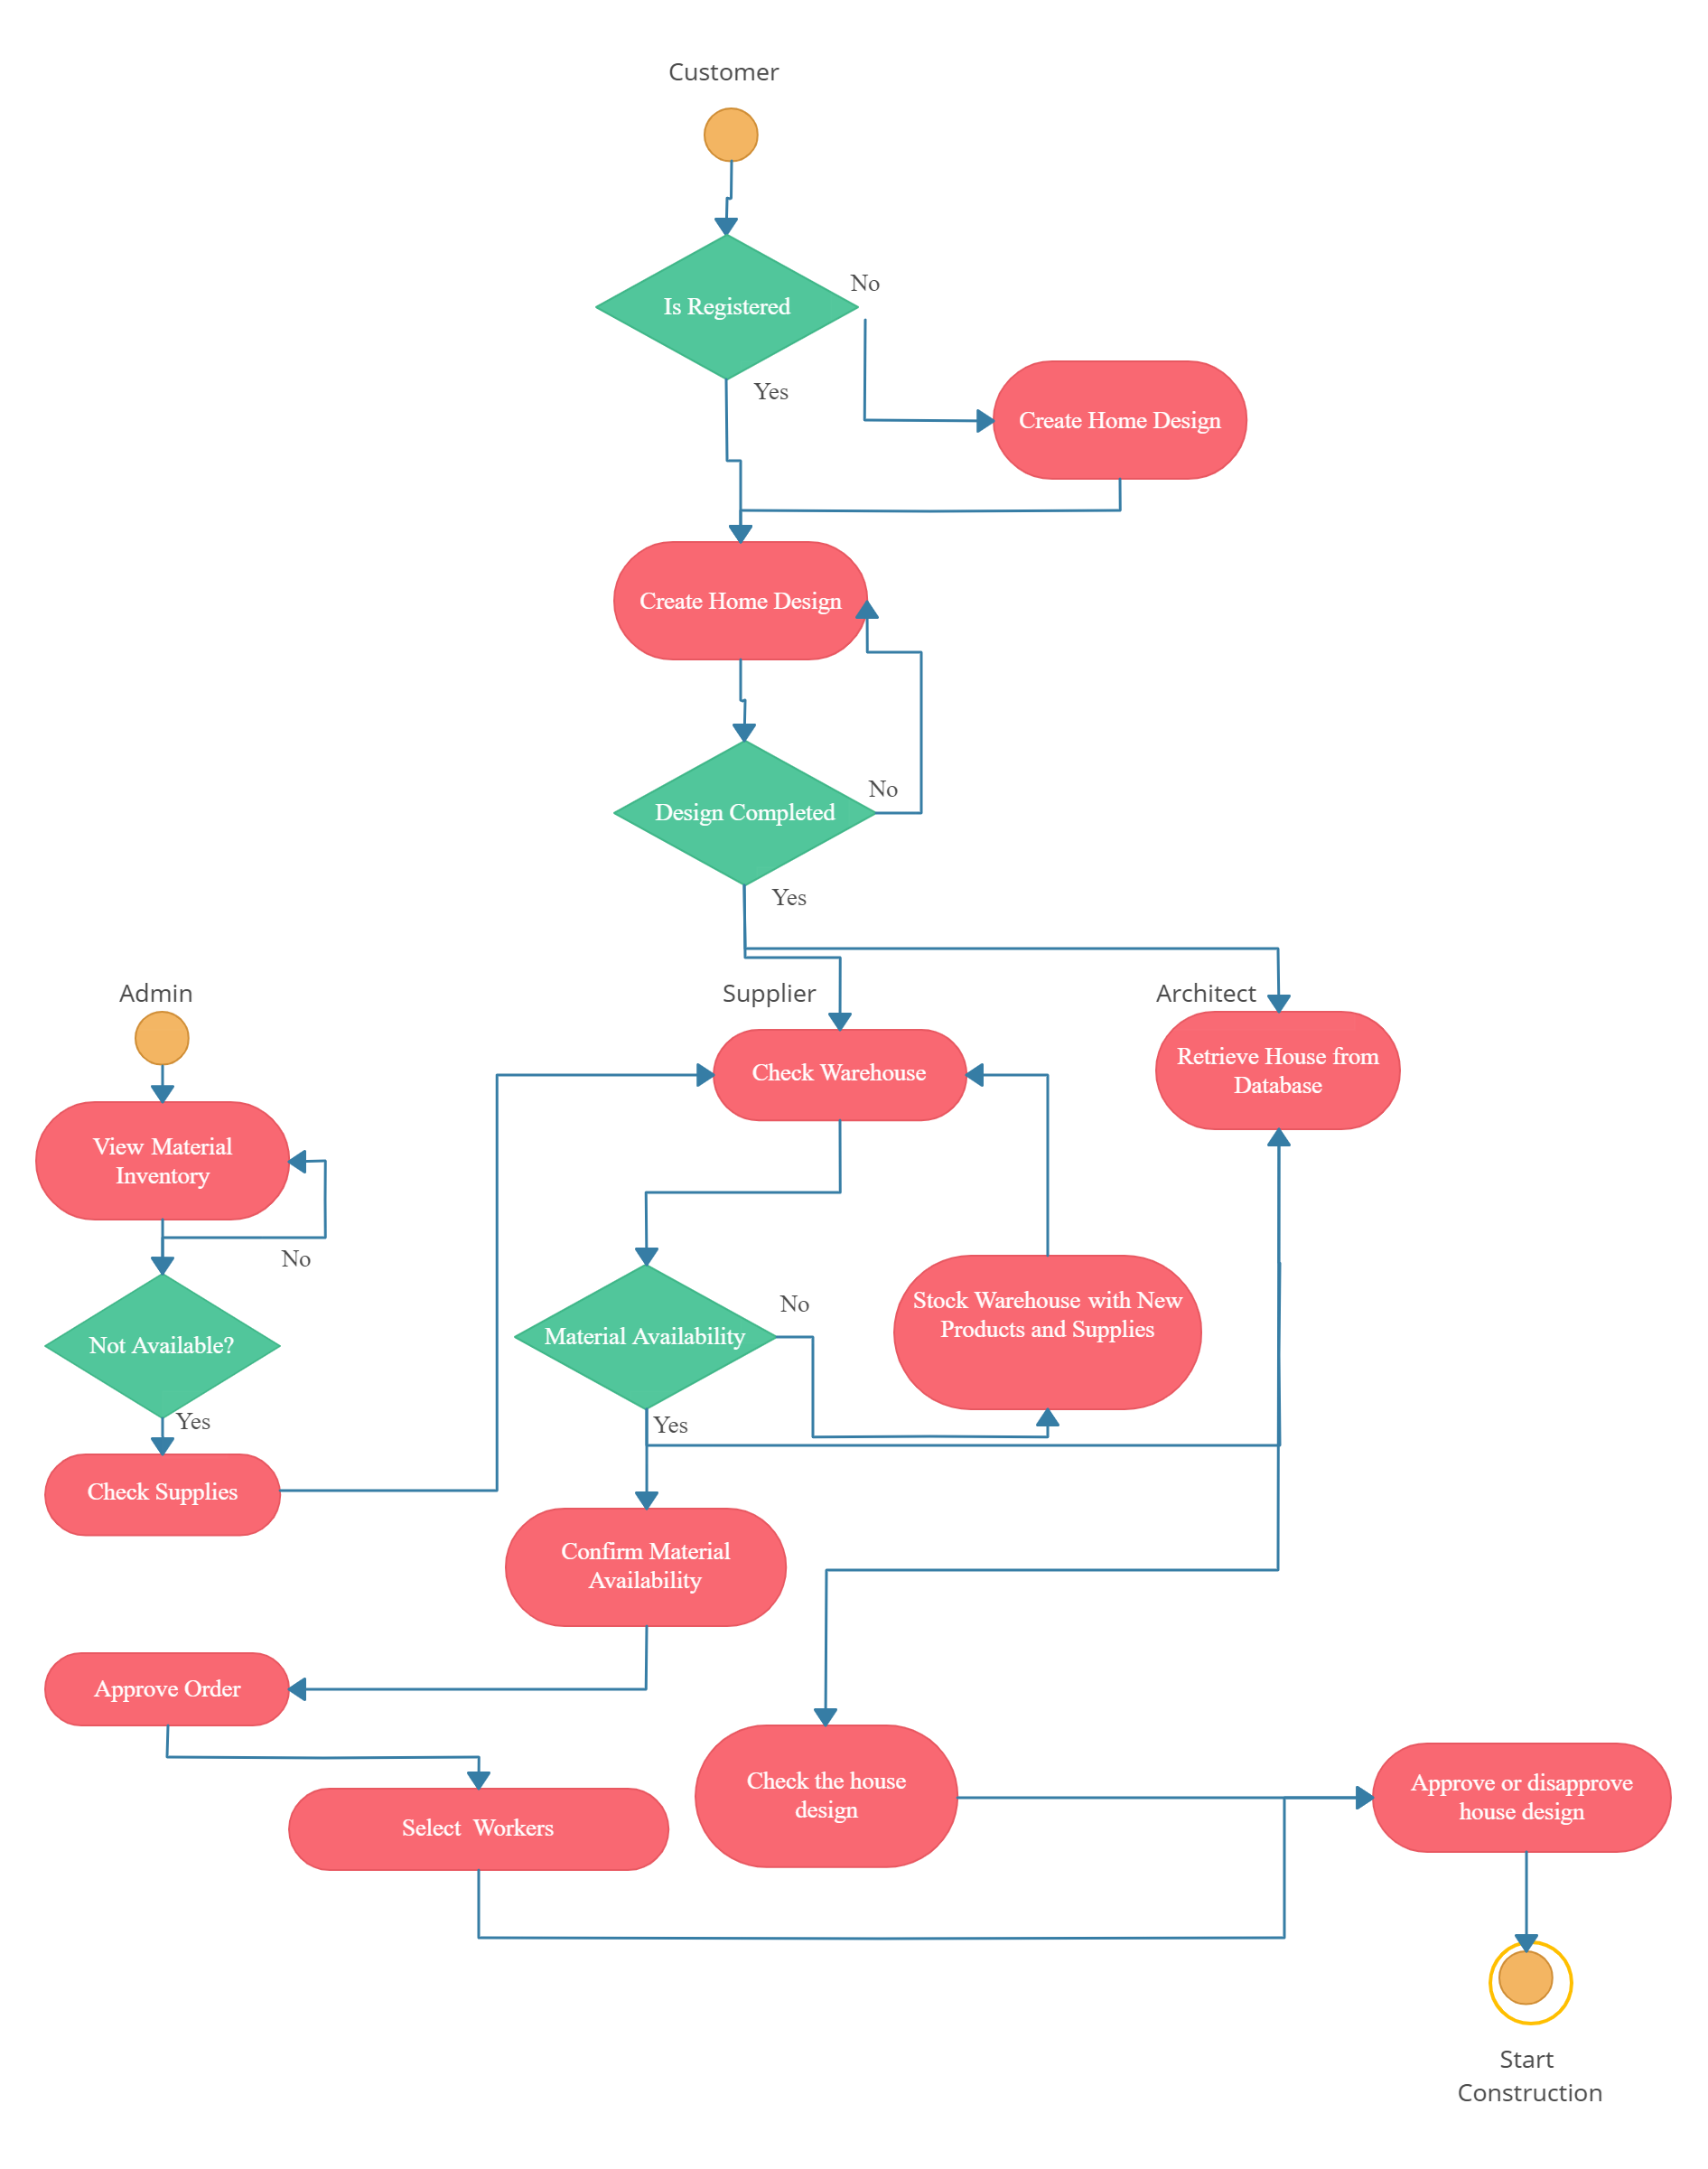 Customer
Is Registered
No
Yes
Create Home Design
Create Home Design
Design Completed
No
Yes
Admin
Supplier
Architect
View Material
Inventory
No
Not Available?
Yes
Check Supplies
Check Warehouse
Retrieve House from
Database
Material Availability
No
Yes
Stock Warehouse with New
Products and Supplies
Confirm Material
Availability
Approve Order
Select  Workers
Check the house
design
Approve or disapprove
house design
Start
Construction